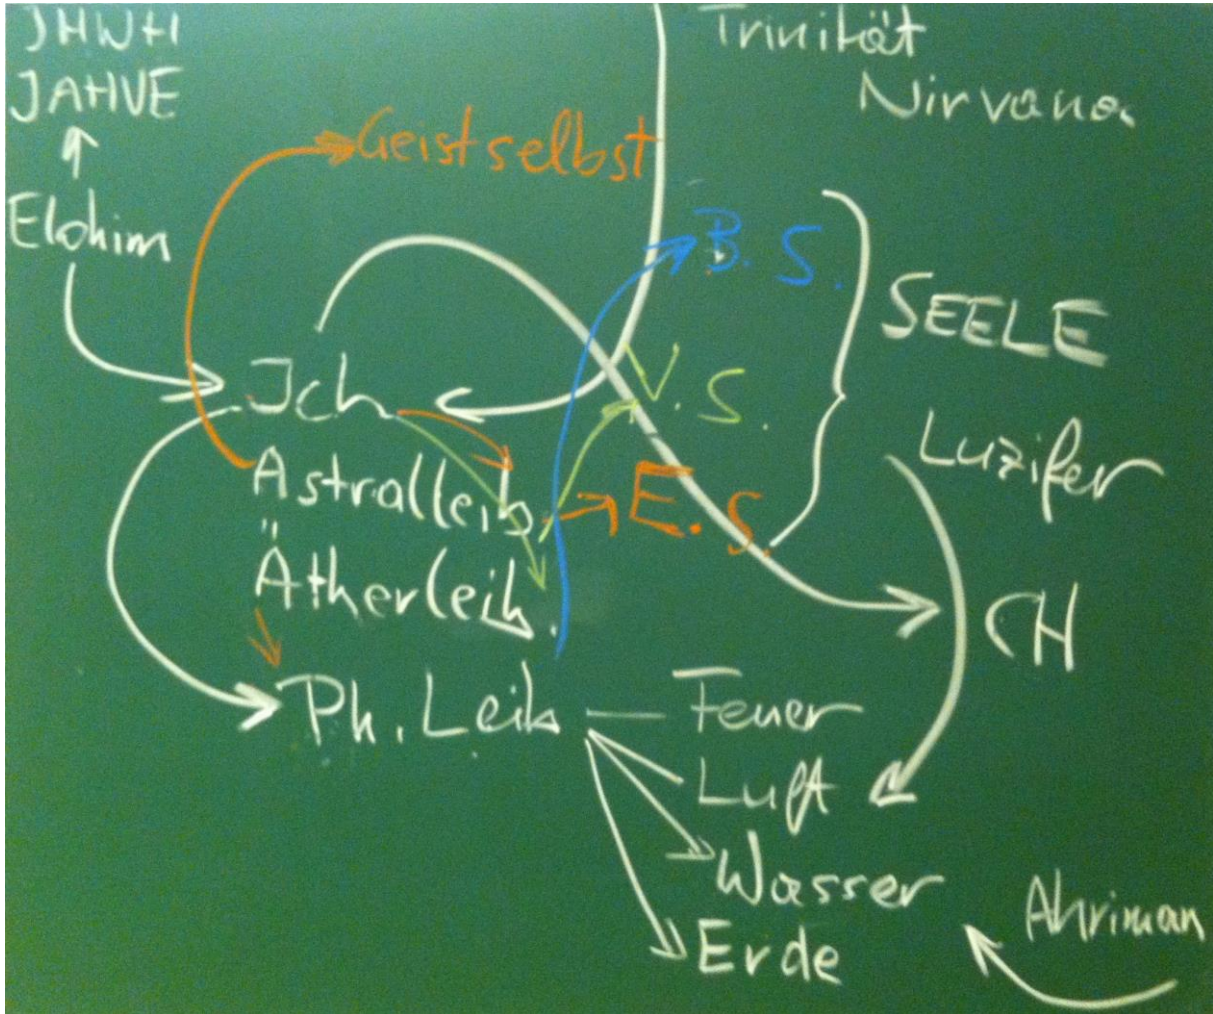 JHWH
JAHVE
Elohim
Trinität
Nirvana
Geistselbst
B. S.
SEELE
Ich
V. S.
Luzifer
Astralleib
E. S.
Ätherleib
CH
Ph. Leib
Feuer
Luft
Wasser
Erde
Ahriman